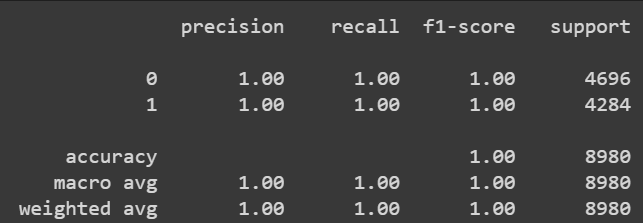 precision recall f1-score support
0 1.00 1.00 1.00 4696
1 1.00 1.00 1.00 4284
accuracy 1.00 8980
macro avg 1.00 1.00 1.00 8980
weighted avg 1.00 1.00 1.00 8980